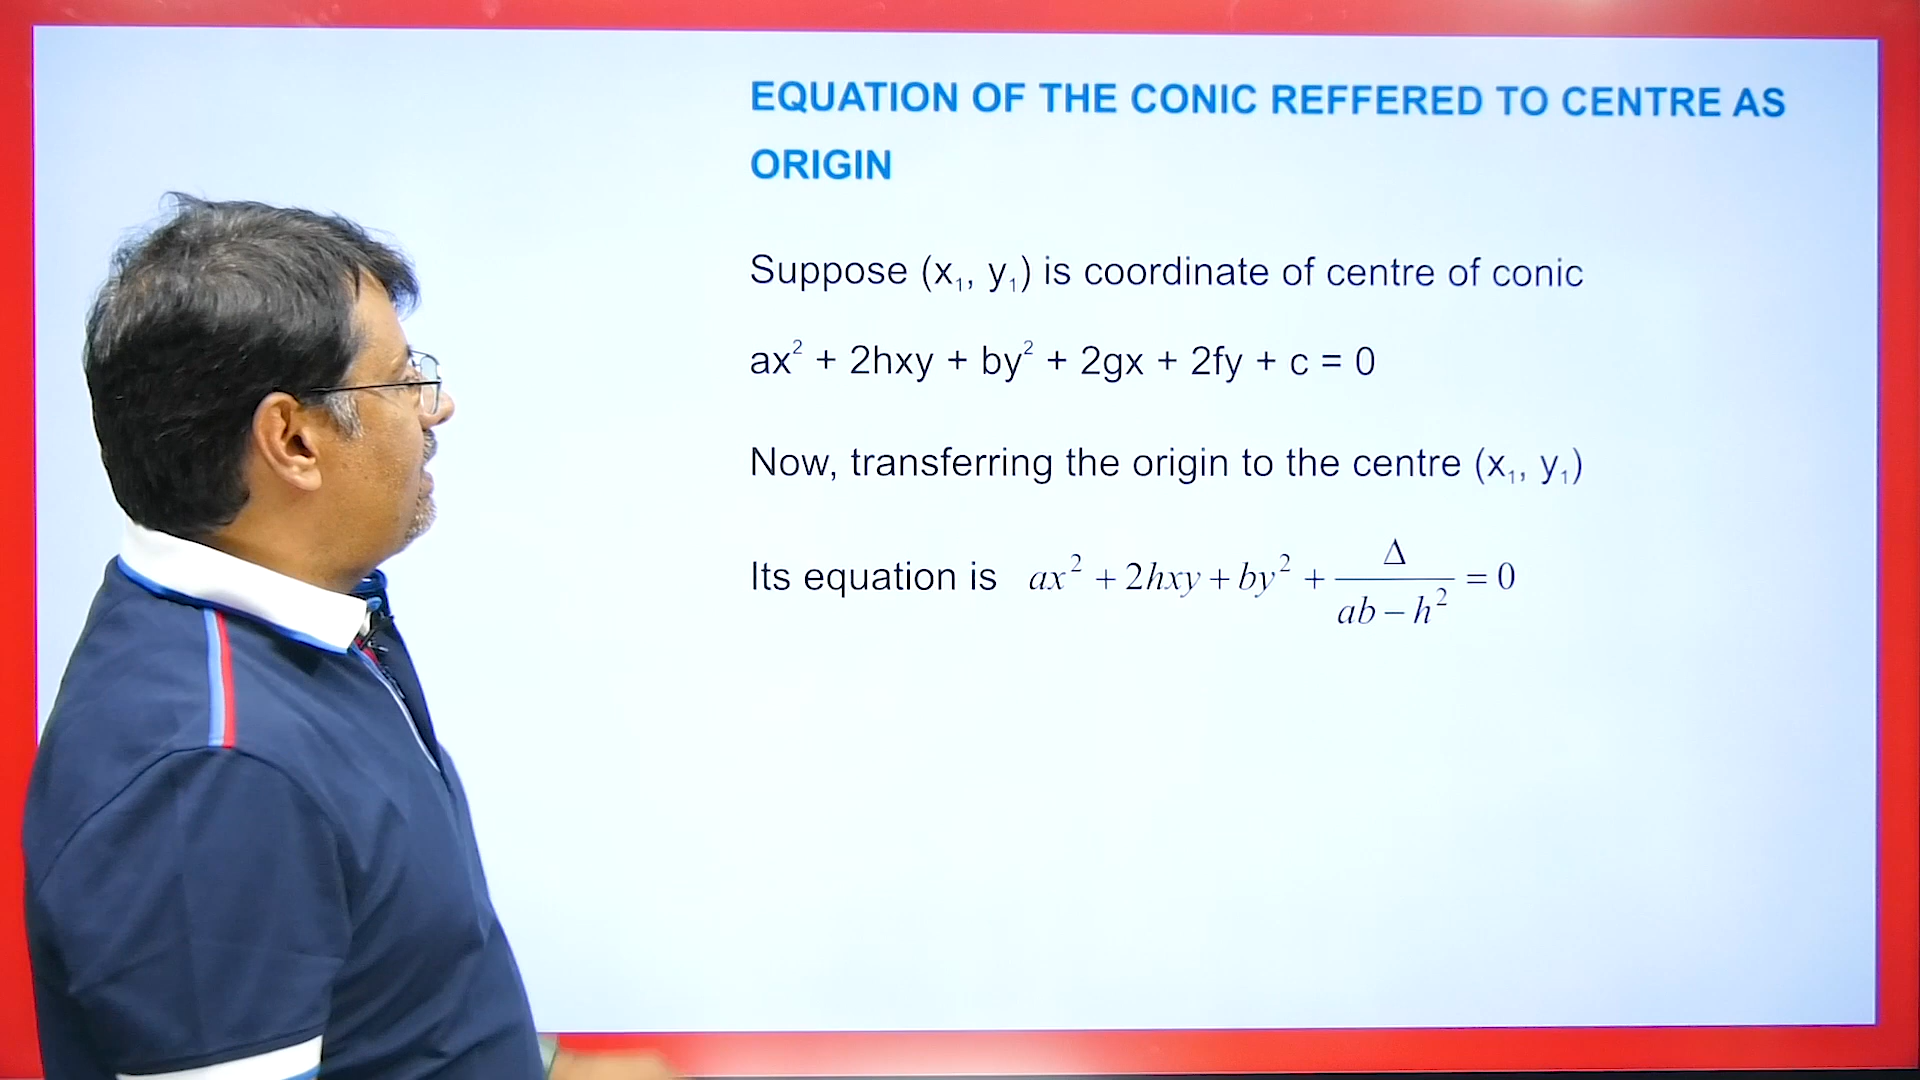 EQUATION OF THE CONIC REFFERED TO CENTRE AS
ORIGIN
Suppose (x₁, y₁) is coordinate of centre of conic
ax² + 2hxy + by² + 2gx + 2fy + c = 0
Now, transferring the origin to the centre (x₁, y₁)
Its equation is ax² + 2hxy + by² + Δ/(ab − h²) = 0